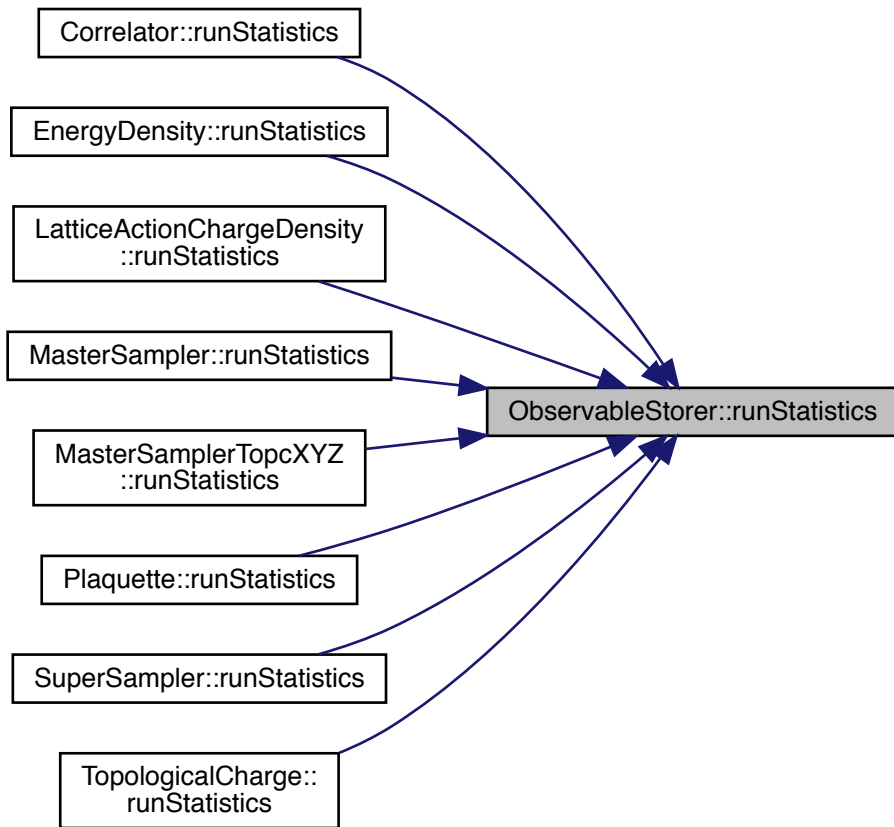 Correlator::runStatistics
EnergyDensity::runStatistics
LatticeActionChargeDensity
::runStatistics
MasterSampler::runStatistics
ObservableStorer::runStatistics
MasterSamplerTopcXYZ
::runStatistics
Plaquette::runStatistics
SuperSampler::runStatistics
TopologicalCharge::
runStatistics